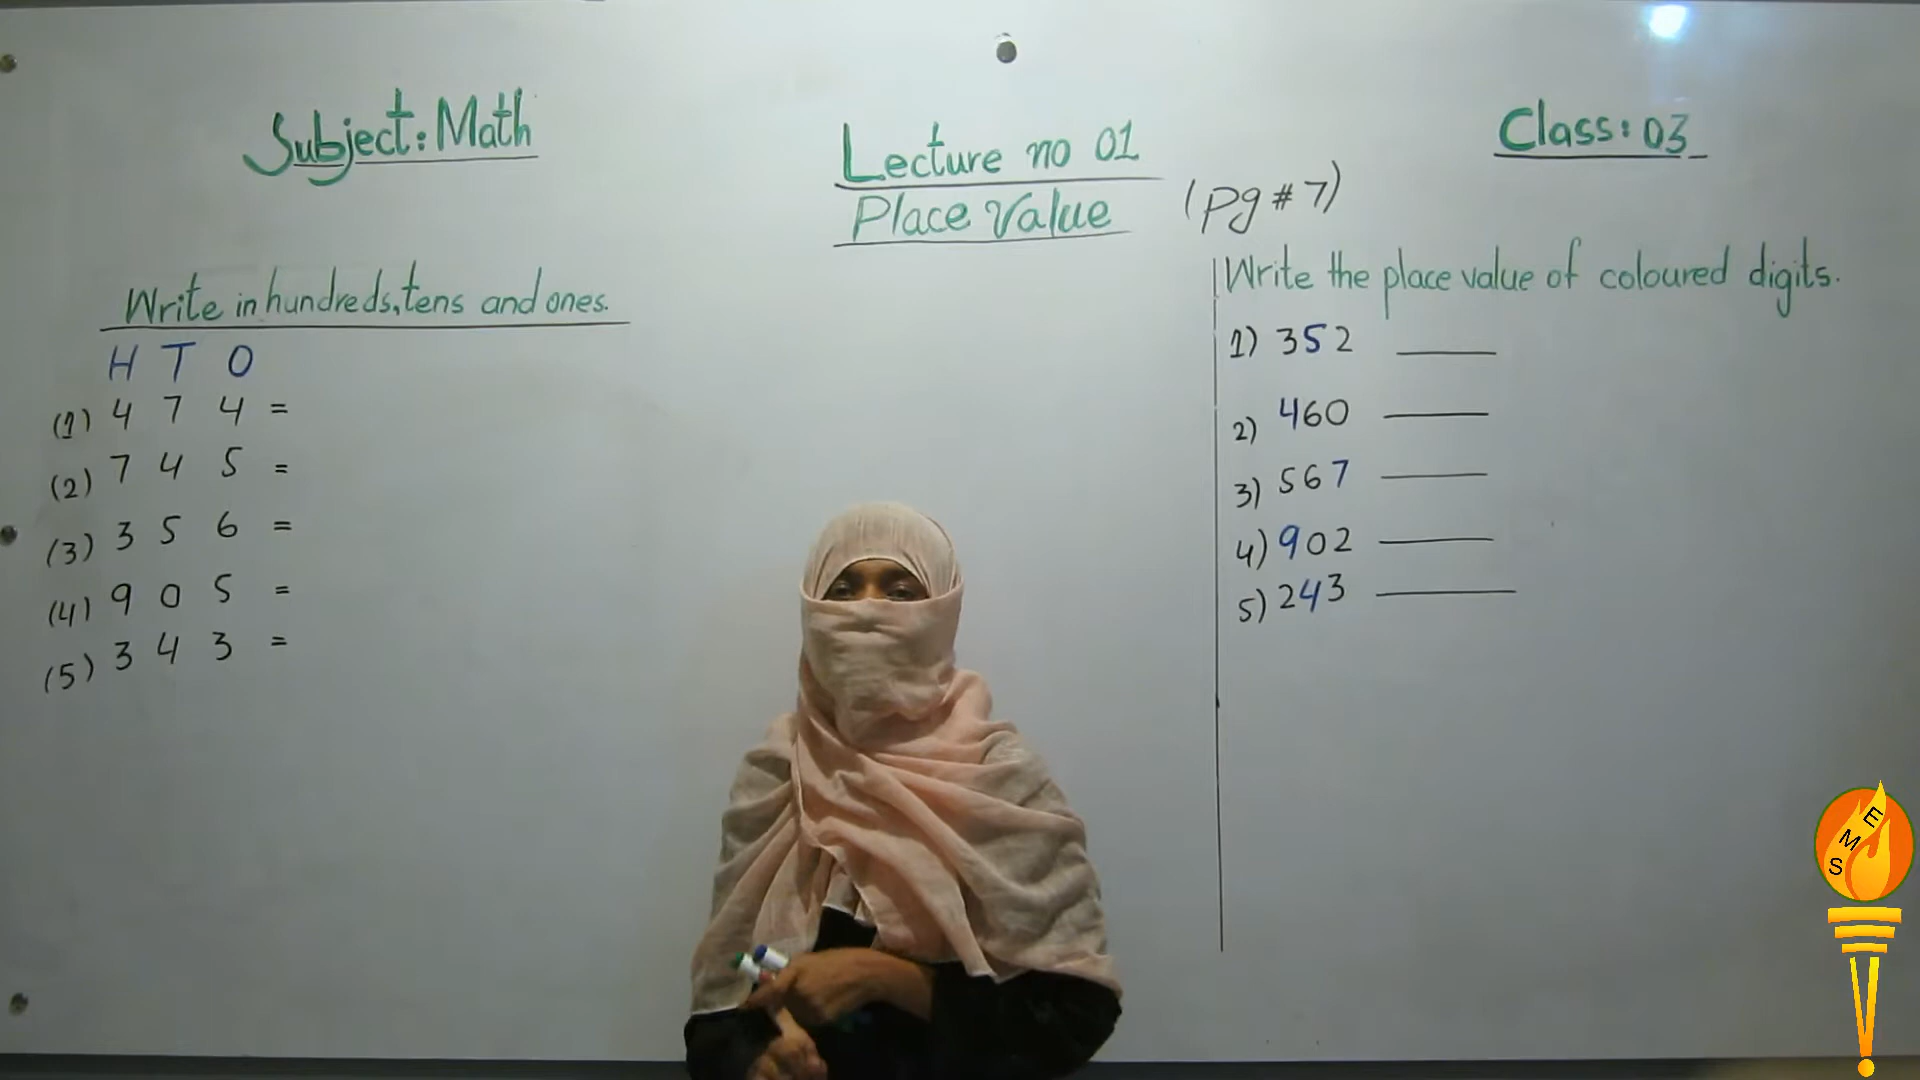 Subject: Math
Lecture no 01
Place Value
(pg # 7)
Class: 03
Write in hundreds, tens and ones.
H T O
(1) 4 7 4 =
(2) 7 4 5 =
(3) 3 5 6 =
(4) 9 0 5 =
(5) 3 4 3 =
Write the place value of coloured digits.
1) 352 ____
2) 460 ____
3) 567 ____
4) 902 ____
5) 243 ____
SME